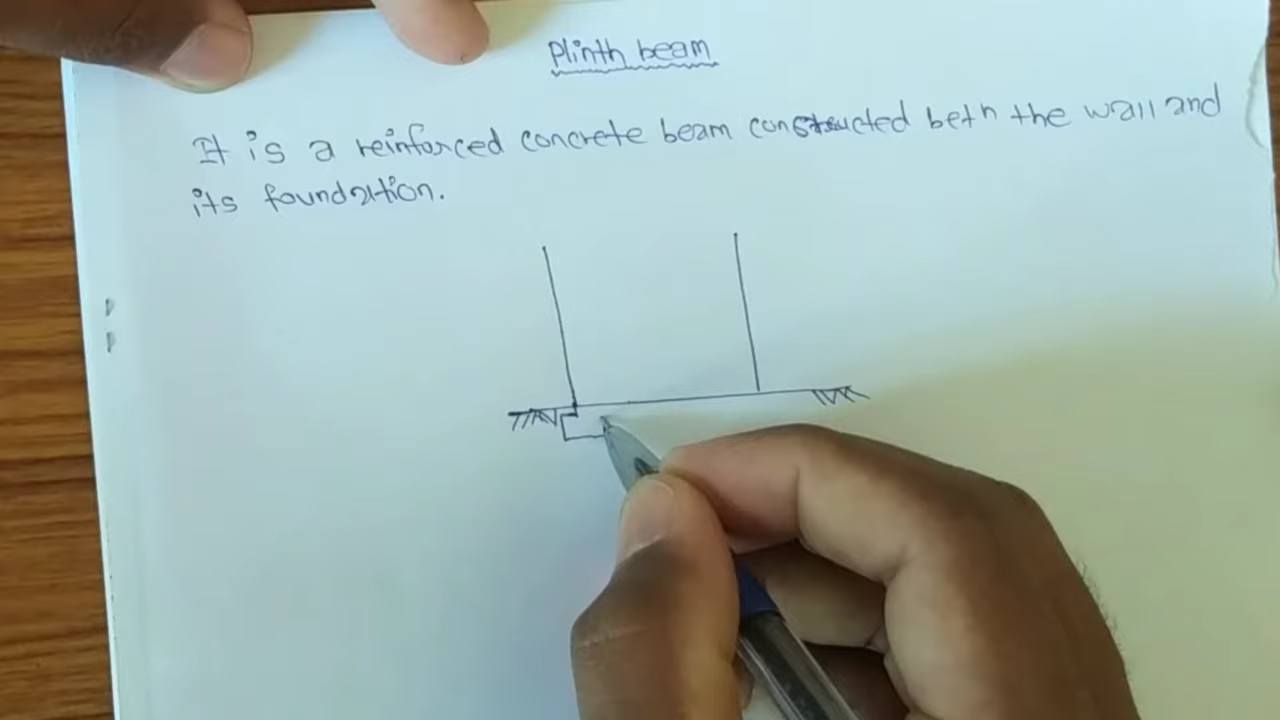 Plinth beam
It is a reinforced concrete beam constructed betn the wall and
its foundation.